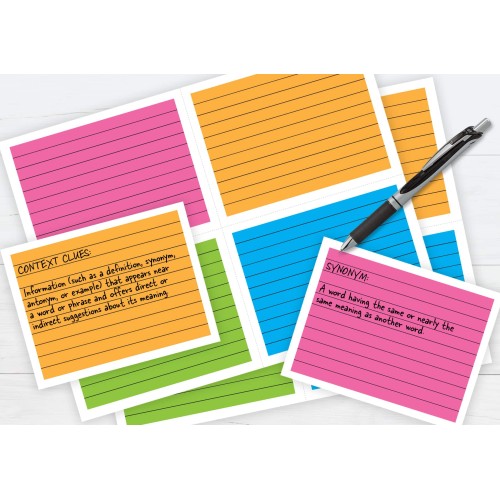 CONTEXT CLUES:
Information (such as a definition, synonym,
antonym, or example) that appears near
a word or phrase and offers direct or
indirect suggestions about its meaning
SYNONYM:
A word having the same or nearly the
same meaning as another word.